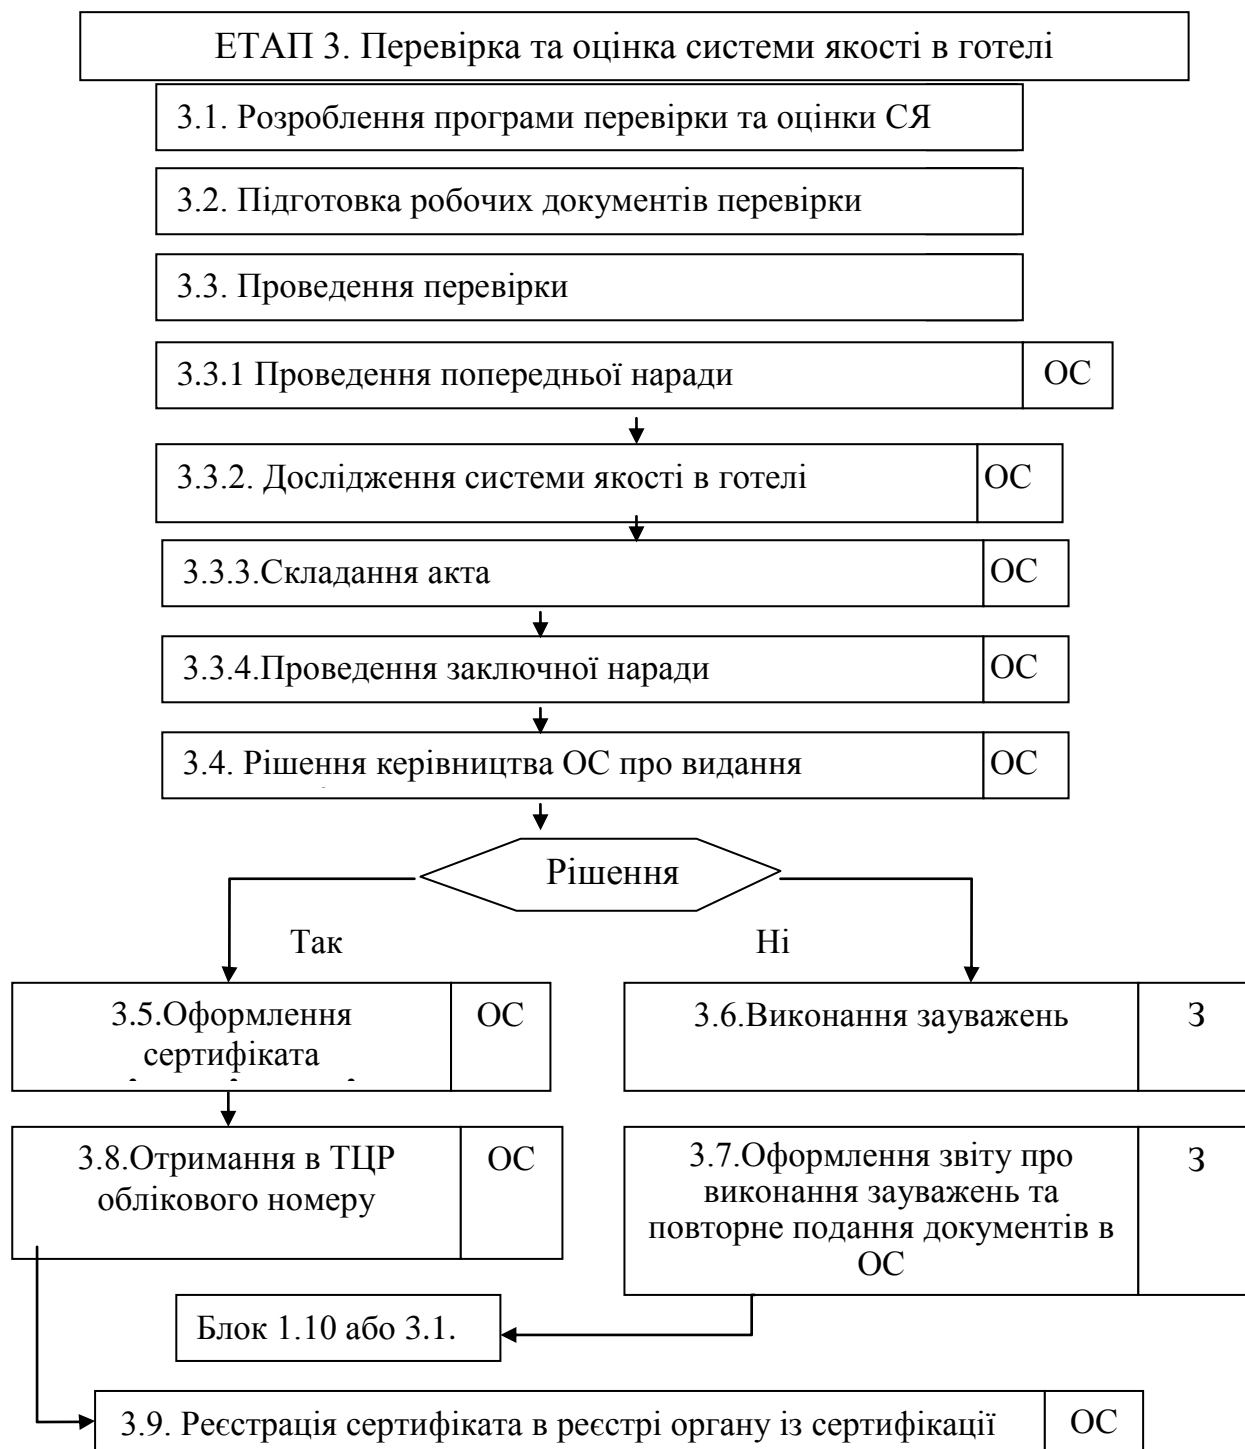 ЕТАП 3. Перевірка та оцінка системи якості в готелі
3.1. Розроблення програми перевірки та оцінки СЯ
3.2. Підготовка робочих документів перевірки
3.3. Проведення перевірки
3.3.1 Проведення попередньої наради ОС
3.3.2. Дослідження системи якості в готелі ОС
3.3.3.Складання акта ОС
3.3.4.Проведення заключної наради ОС
3.4. Рішення керівництва ОС про видання ОС
Рішення
Так Ні
3.5.Оформлення ОС
сертифіката
3.6.Виконання зауважень З
3.8.Отримання в ТЦР ОС
облікового номеру
3.7.Оформлення звіту про З
виконання зауважень та
повторне подання документів в
ОС
Блок 1.10 або 3.1.
3.9. Реєстрація сертифіката в реєстрі органу із сертифікації ОС